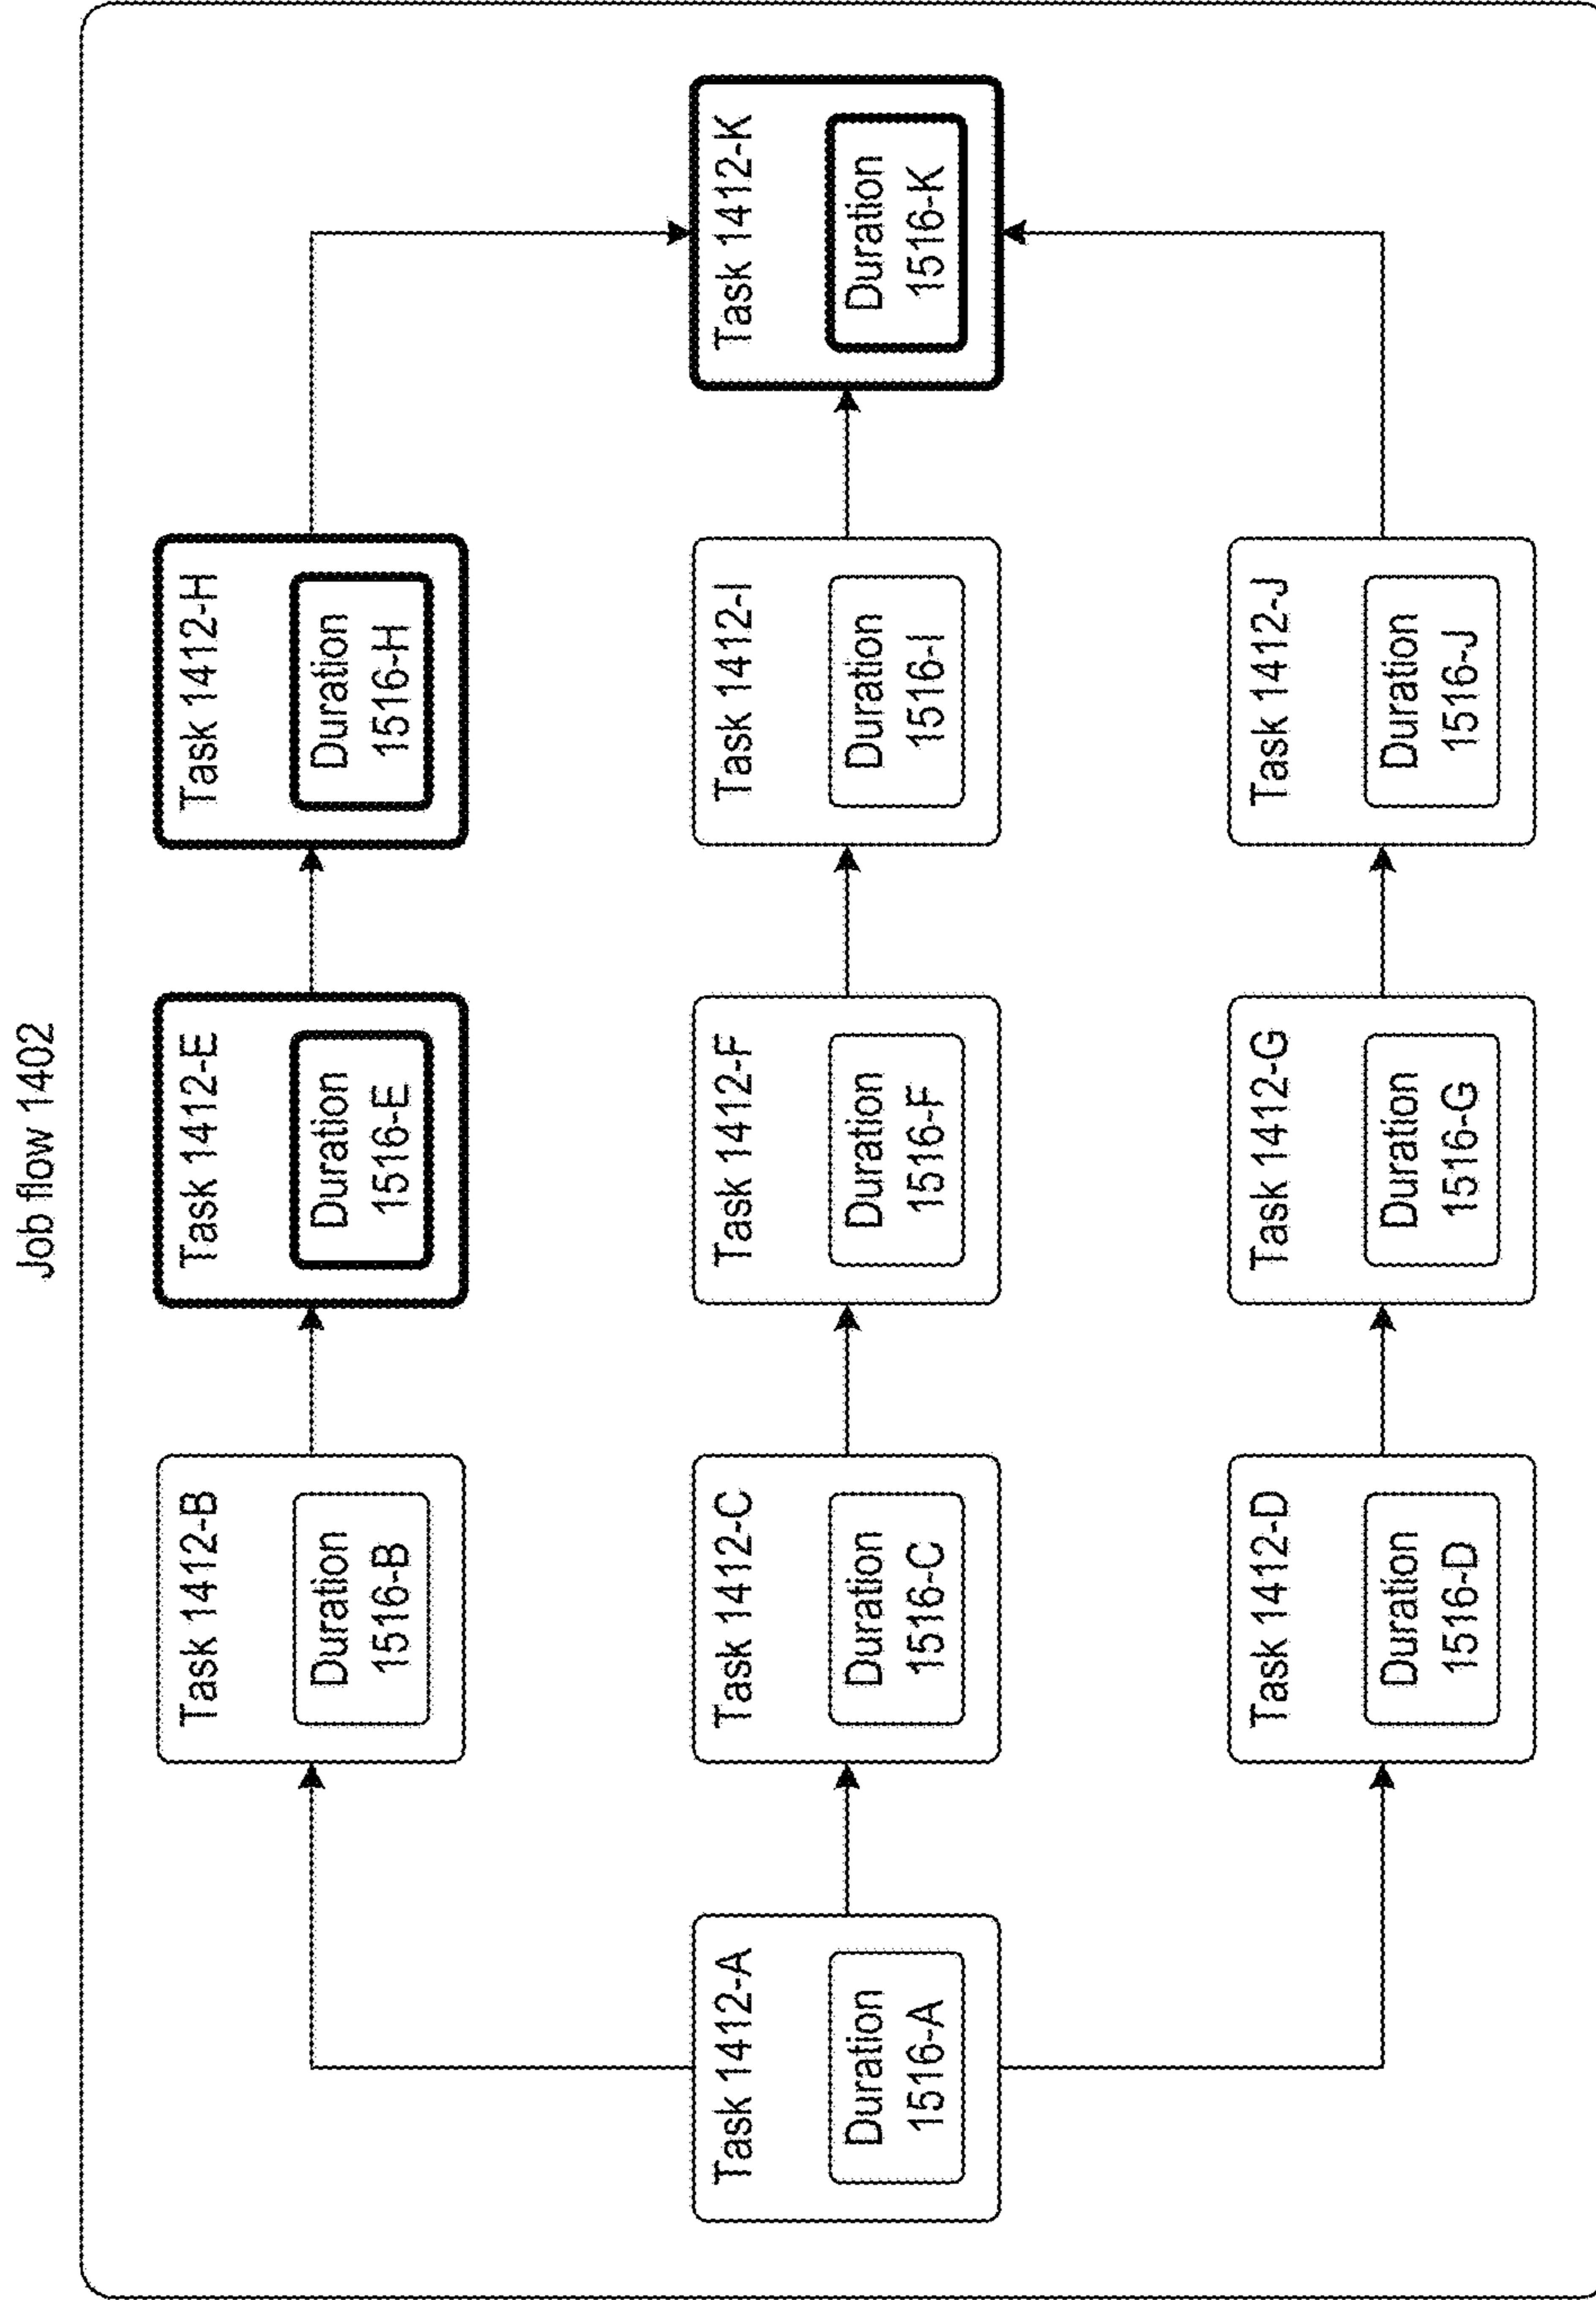 Job flow 1402
Task 1412-A
Duration
1516-A
Task 1412-B
Duration
1516-B
Task 1412-C
Duration
1516-C
Task 1412-D
Duration
1516-D
Task 1412-E
Duration
1516-E
Task 1412-F
Duration
1516-F
Task 1412-G
Duration
1516-G
Task 1412-H
Duration
1516-H
Task 1412-I
Duration
1516-I
Task 1412-J
Duration
1516-J
Task 1412-K
Duration
1516-K